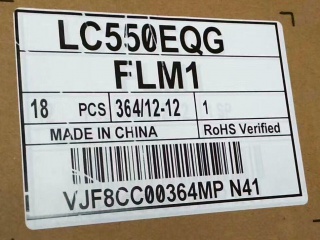 LC550EQG
FLM1
18 PCS 364/12-12 1
MADE IN CHINA RoHS Verified
VJF8CC00364MP N41